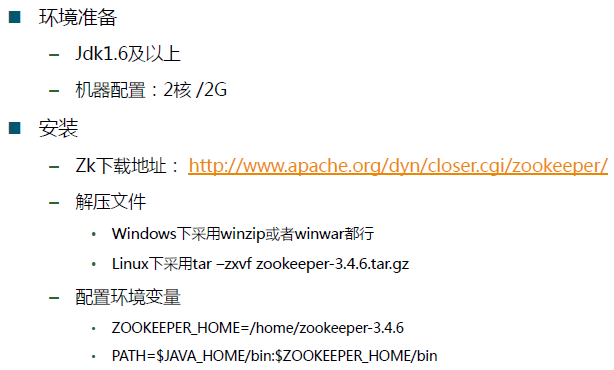 环境准备
– Jdk1.6及以上
– 机器配置：2核 /2G
安装
– Zk下载地址： http://www.apache.org/dyn/closer.cgi/zookeeper/
– 解压文件
• Windows下采用winzip或者winwar都行
• Linux下采用tar –zxvf zookeeper-3.4.6.tar.gz
– 配置环境变量
• ZOOKEEPER_HOME=/home/zookeeper-3.4.6
• PATH=$JAVA_HOME/bin:$ZOOKEEPER_HOME/bin